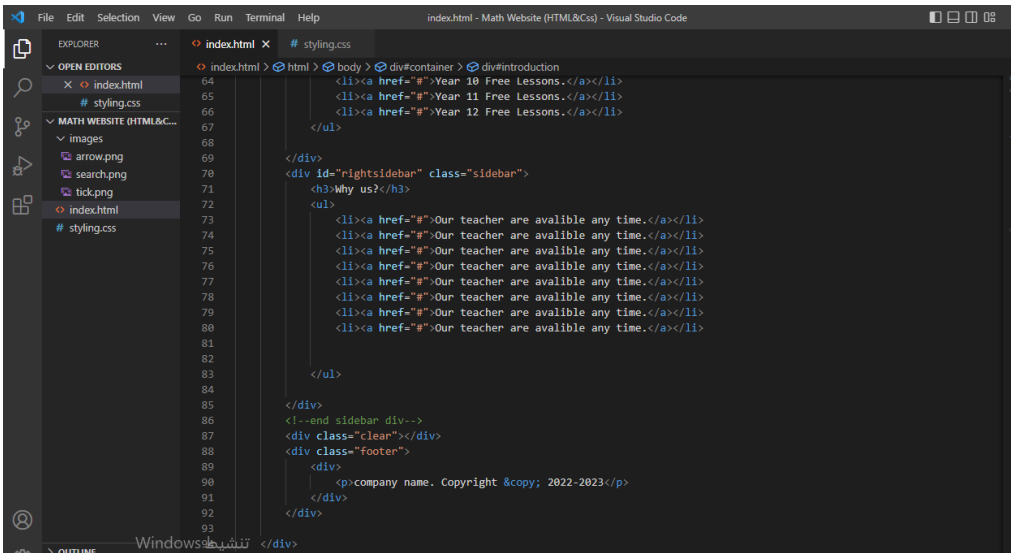 File Edit Selection View Go Run Terminal Help index.html - Math Website (HTML&Css) - Visual Studio Code
EXPLORER ... index.html # styling.css
OPEN EDITORS index.html > html > body > div#container > div#introduction
index.html
# styling.css
MATH WEBSITE (HTML&C...
images
arrow.png
search.png
tick.png
index.html
# styling.css
64 <li><a href="#">Year 10 Free Lessons.</a></li>
65 <li><a href="#">Year 11 Free Lessons.</a></li>
66 <li><a href="#">Year 12 Free Lessons.</a></li>
67 </ul>
68
69 </div>
70 <div id="rightsidebar" class="sidebar">
71 <h3>Why us?</h3>
72 <ul>
73 <li><a href="#">Our teacher are avalible any time.</a></li>
74 <li><a href="#">Our teacher are avalible any time.</a></li>
75 <li><a href="#">Our teacher are avalible any time.</a></li>
76 <li><a href="#">Our teacher are avalible any time.</a></li>
77 <li><a href="#">Our teacher are avalible any time.</a></li>
78 <li><a href="#">Our teacher are avalible any time.</a></li>
79 <li><a href="#">Our teacher are avalible any time.</a></li>
80 <li><a href="#">Our teacher are avalible any time.</a></li>
81
82
83 </ul>
84
85 </div>
86 <!--end sidebar div-->
87 <div class="clear"></div>
88 <div class="footer">
89 <div>
90 <p>company name. Copyright &copy; 2022-2023</p>
91 </div>
92 </div>
93
</div>
تنشيط Windows
OUTLINE